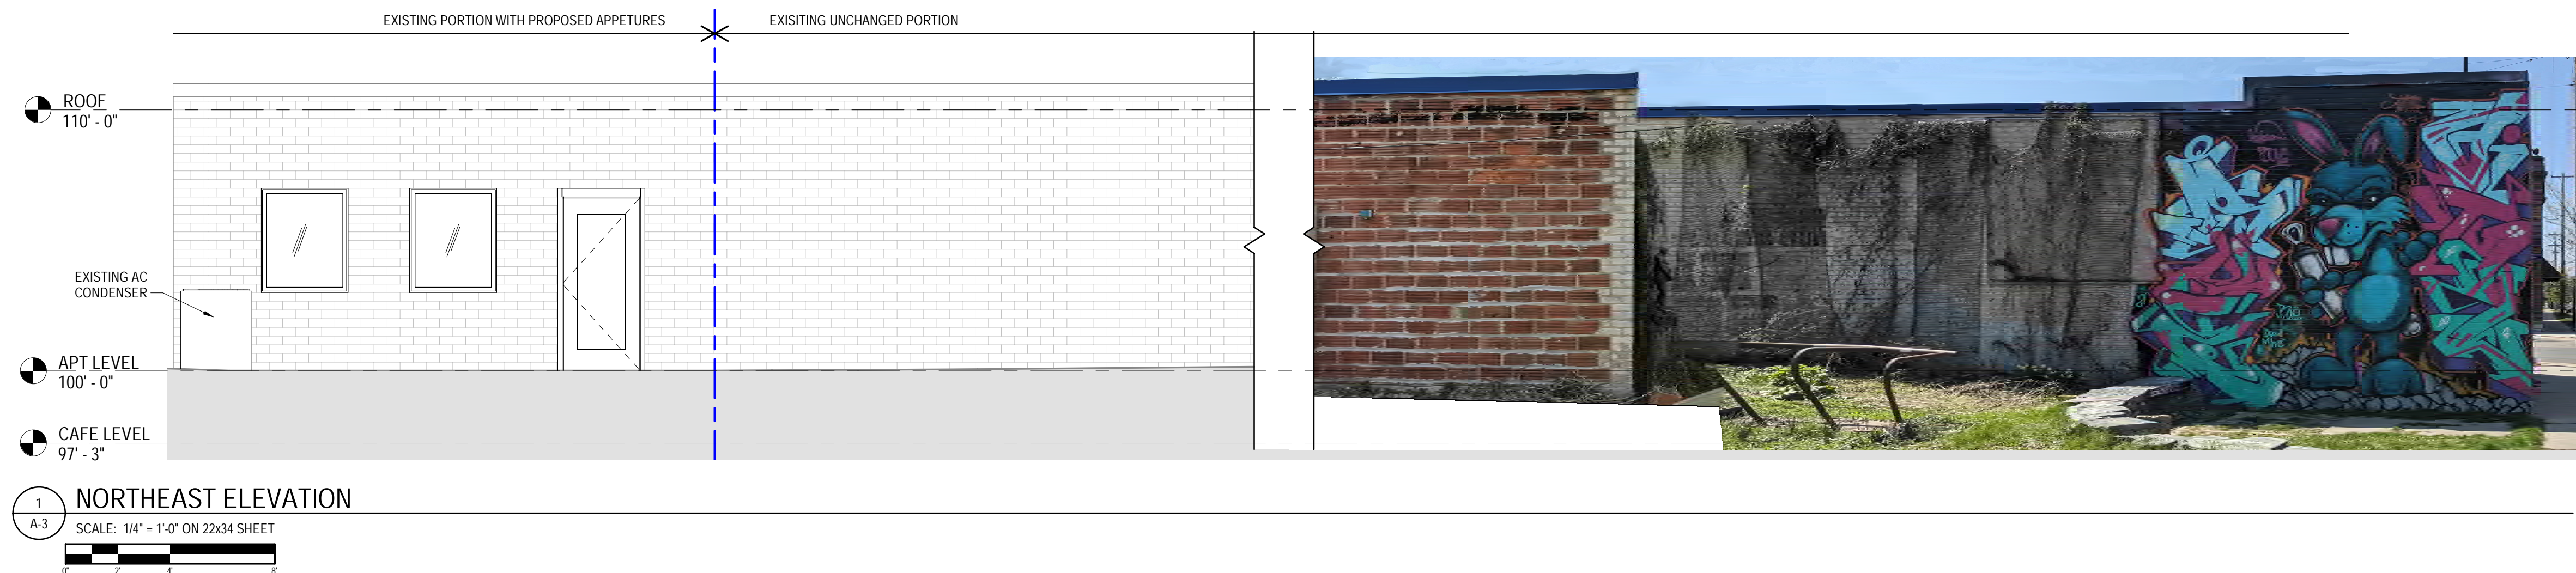 EXISTING PORTION WITH PROPOSED APPETURES
EXISITING UNCHANGED PORTION
ROOF
110' - 0"
EXISTING AC
CONDENSER
APT LEVEL
100' - 0"
CAFE LEVEL
97' - 3"
1
A-3
NORTHEAST ELEVATION
SCALE: 1/4" = 1'-0" ON 22x34 SHEET
0" 2' 4' 8'